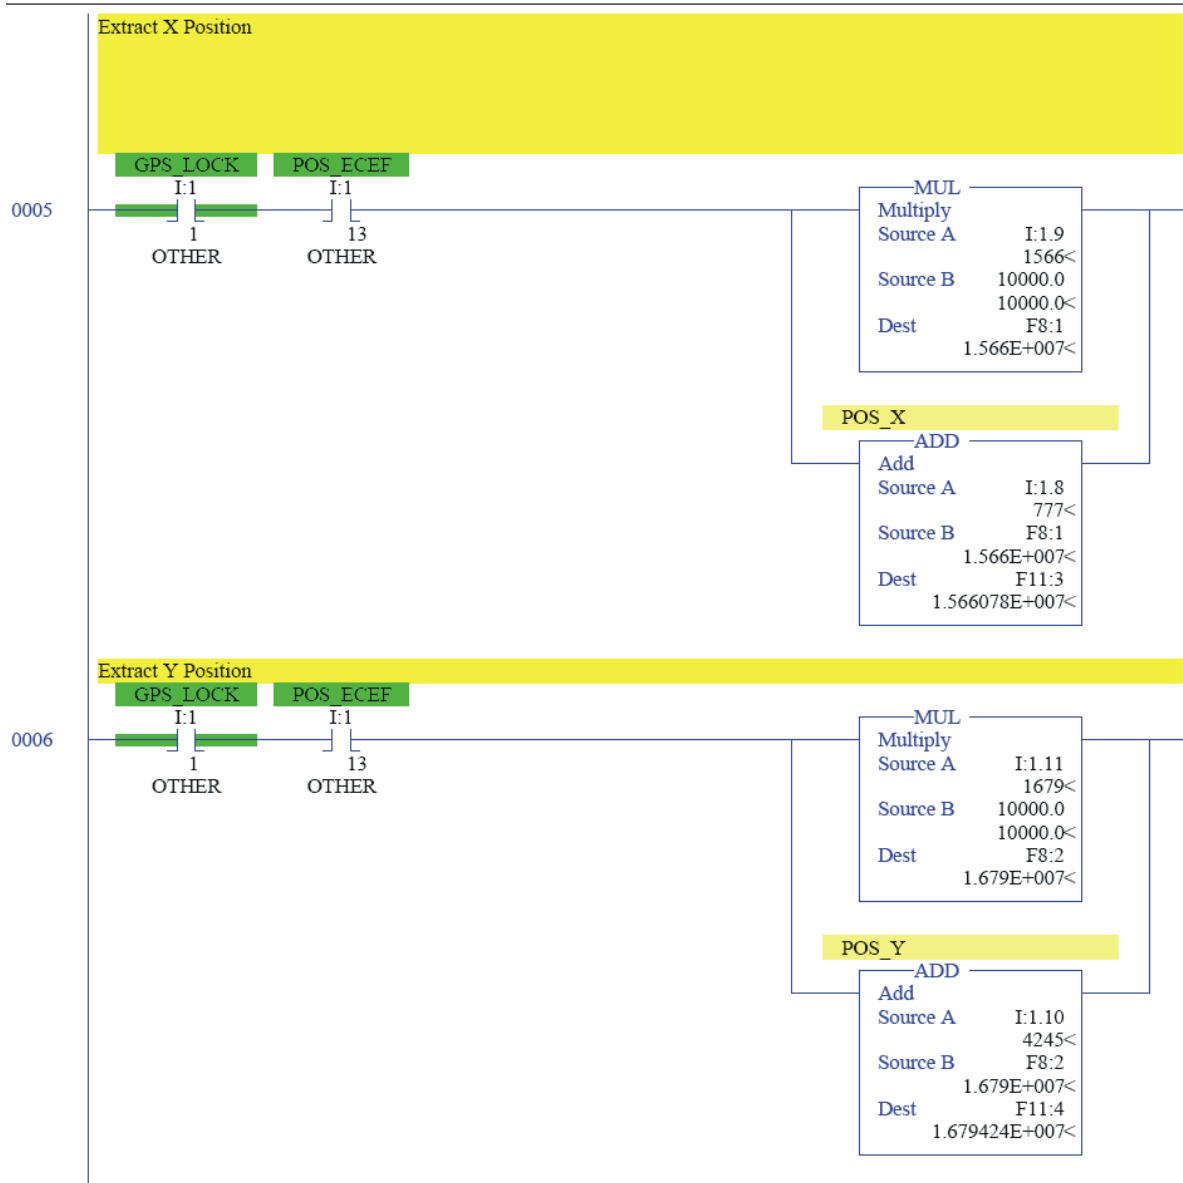 Extract X Position
GPS_LOCK POS_ECEF
I:1 I:1
0005
1 13
OTHER OTHER
MUL
Multiply
Source A I:1.9
1566<
Source B 10000.0
10000.0<
Dest F8:1
1.566E+007<
POS_X
ADD
Add
Source A I:1.8
777<
Source B F8:1
1.566E+007<
Dest F11:3
1.566078E+007<
Extract Y Position
GPS_LOCK POS_ECEF
I:1 I:1
0006
1 13
OTHER OTHER
MUL
Multiply
Source A I:1.11
1679<
Source B 10000.0
10000.0<
Dest F8:2
1.679E+007<
POS_Y
ADD
Add
Source A I:1.10
4245<
Source B F8:2
1.679E+007<
Dest F11:4
1.679424E+007<